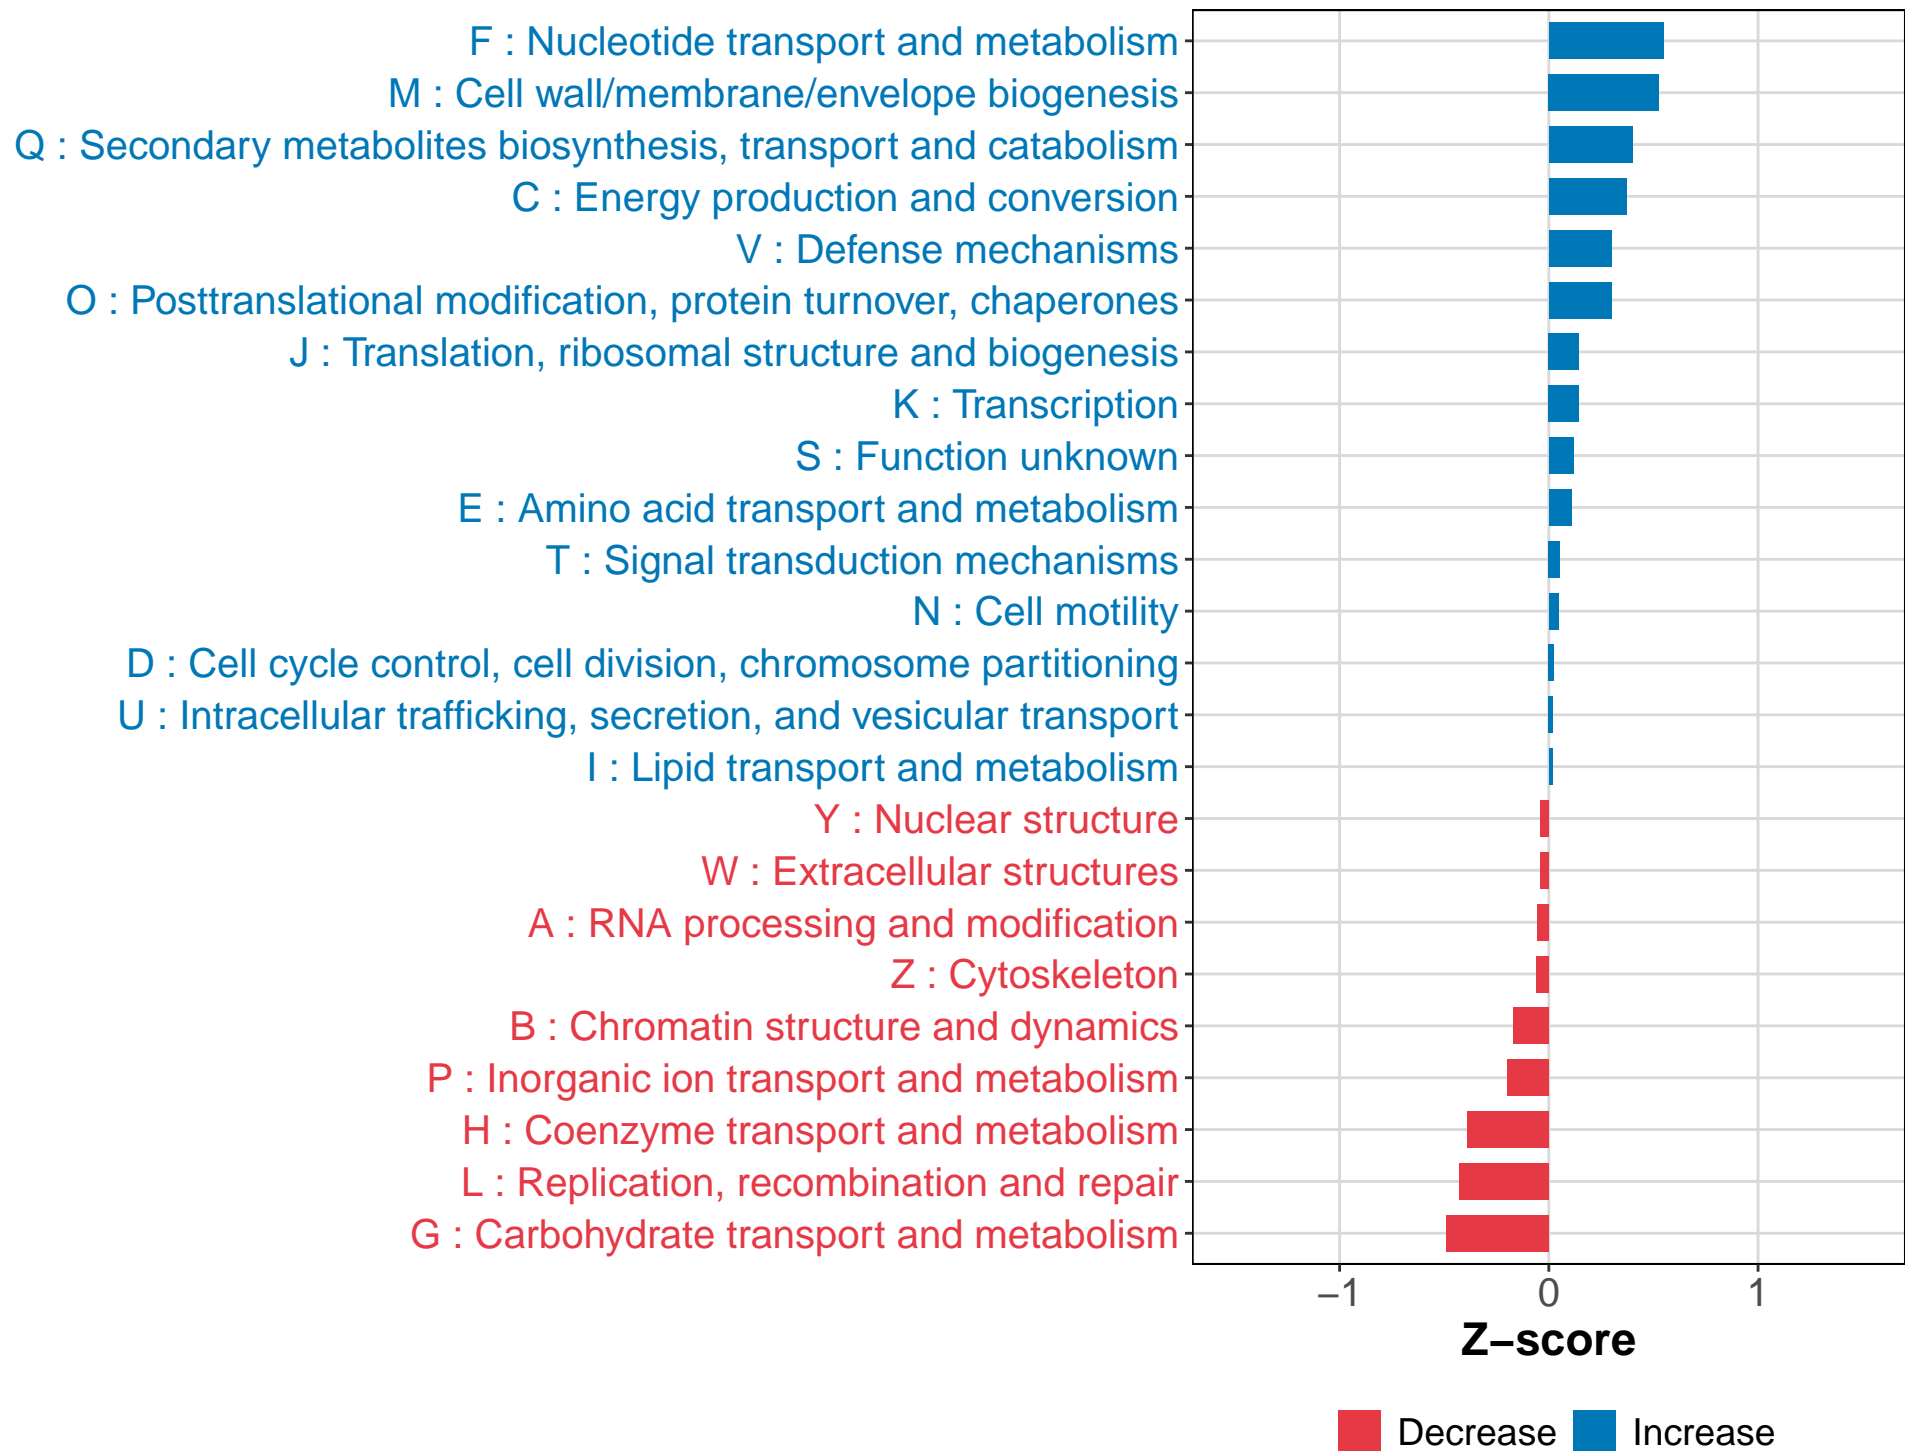 F : Nucleotide transport and metabolism
M : Cell wall/membrane/envelope biogenesis
Q : Secondary metabolites biosynthesis, transport and catabolism
C : Energy production and conversion
V : Defense mechanisms
O : Posttranslational modification, protein turnover, chaperones
J : Translation, ribosomal structure and biogenesis
K : Transcription
S : Function unknown
E : Amino acid transport and metabolism
T : Signal transduction mechanisms
N : Cell motility
D : Cell cycle control, cell division, chromosome partitioning
U : Intracellular trafficking, secretion, and vesicular transport
I : Lipid transport and metabolism
Y : Nuclear structure
W : Extracellular structures
A : RNA processing and modification
Z : Cytoskeleton
B : Chromatin structure and dynamics
P : Inorganic ion transport and metabolism
H : Coenzyme transport and metabolism
L : Replication, recombination and repair
G : Carbohydrate transport and metabolism
−1 0 1
Z−score
Decrease Increase